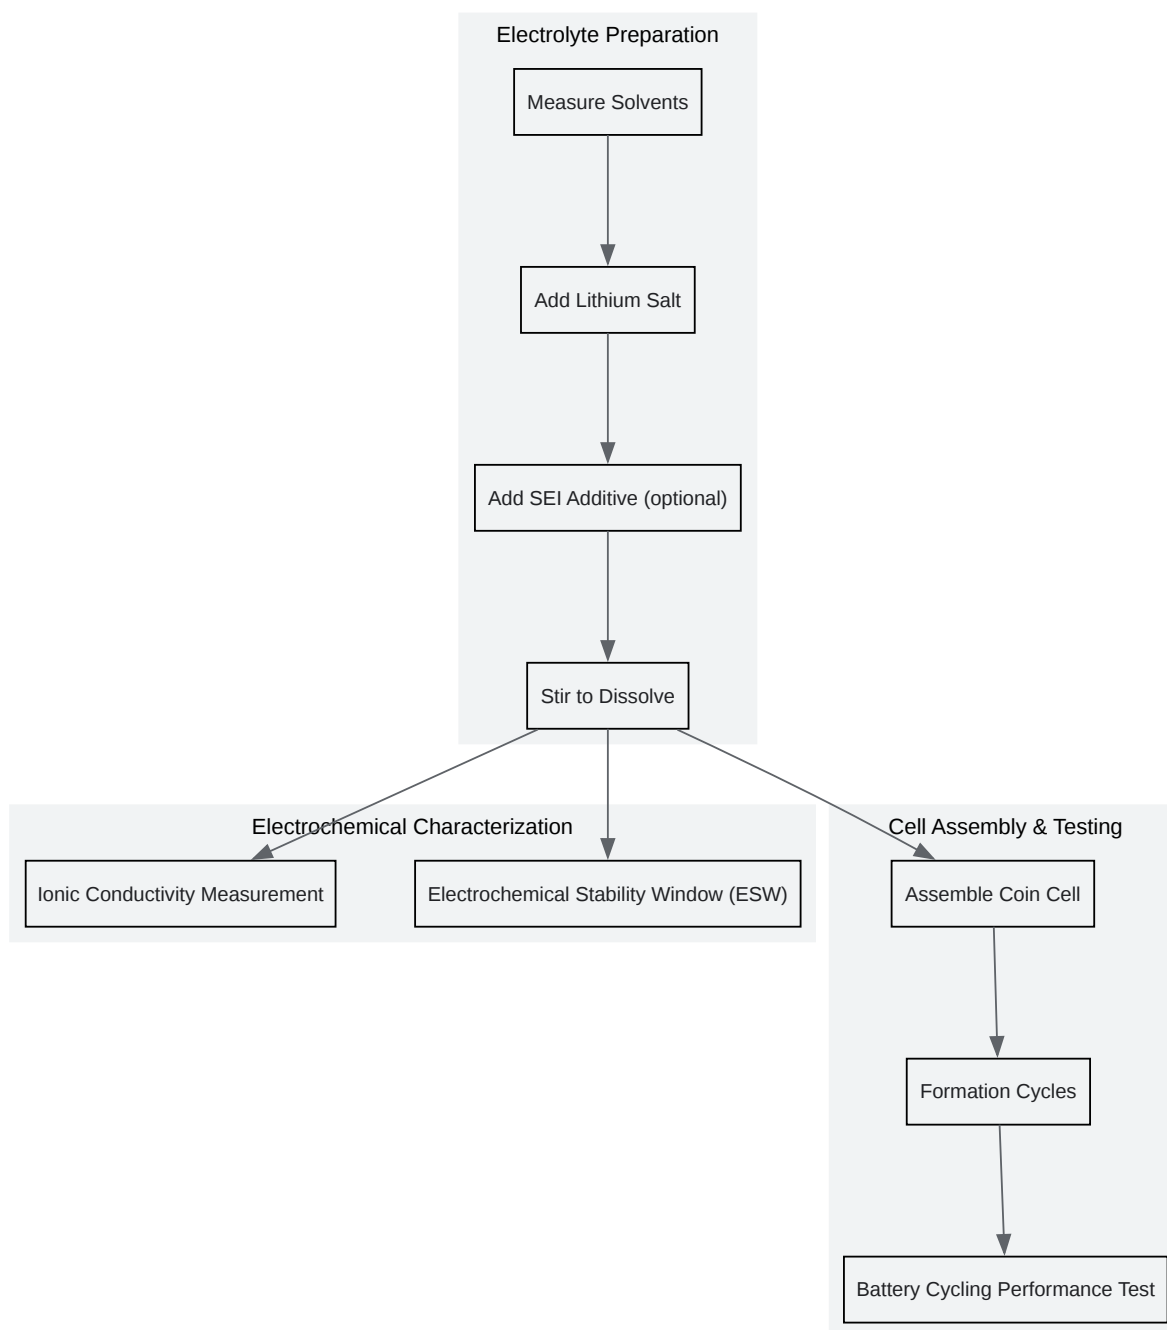 Electrolyte Preparation
Measure Solvents
Add Lithium Salt
Add SEI Additive (optional)
Stir to Dissolve
Electrochemical Characterization
Ionic Conductivity Measurement
Electrochemical Stability Window (ESW)
Cell Assembly & Testing
Assemble Coin Cell
Formation Cycles
Battery Cycling Performance Test